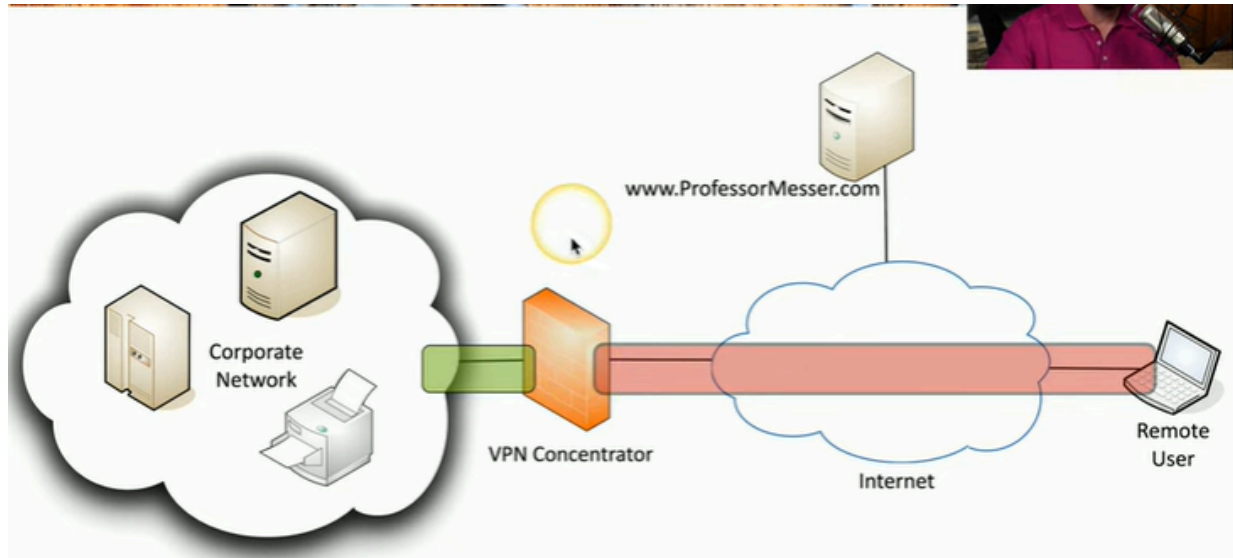 www.ProfessorMesser.com
Corporate
Network
VPN Concentrator
Internet
Remote
User